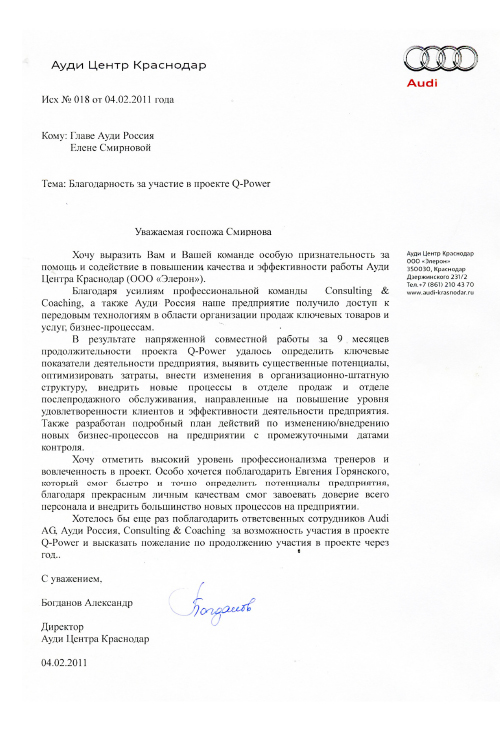 Ауди Центр Краснодар
Audi
Исх № 018 от 04.02.2011 года
Кому: Главе Ауди Россия
Елене Смирновой
Тема: Благодарность за участие в проекте Q-Power
Уважаемая госпожа Смирнова
Хочу выразить Вам и Вашей команде особую признательность за
помощь и содействие в повышении качества и эффективности работы Ауди
Центра Краснодар (ООО «Элерон»).
Благодаря усилиям профессиональной команды Consulting &
Coaching, а также Ауди Россия наше предприятие получило доступ к
передовым технологиям в области организации продаж ключевых товаров и
услуг, бизнес-процессам.
В результате напряженной совместной работы за 9 месяцев
продолжительности проекта Q-Power удалось определить ключевые
показатели деятельности предприятия, выявить существенные потенциалы,
оптимизировать затраты, внести изменения в организационно-штатную
структуру, внедрить новые процессы в отделе продаж и отделе
послепродажного обслуживания, направленные на повышение уровня
удовлетворенности клиентов и эффективности деятельности предприятия.
Также разработан подробный план действий по изменению/внедрению
новых бизнес-процессов на предприятии с промежуточными датами
контроля.
Хочу отметить высокий уровень профессионализма тренеров и
вовлеченность в проект. Особо хочется поблагодарить Евгения Горянского,
который смог быстро и точно определить потенциалы предприятия,
благодаря прекрасным личным качествам смог завоевать доверие всего
персонала и внедрить большинство новых процессов на предприятии.
Хотелось бы еще раз поблагодарить ответсвенных сотрудников Audi
AG, Ауди Россия, Consulting & Coaching за возможность участия в проекте
Q-Power и высказать пожелание по продолжению участия в проекте через
год..
С уважением,
Богданов Александр
Богданов
Директор
Ауди Центра Краснодар
04.02.2011
Ауди Центр Краснодар
ООО «Элерон»
350030, Краснодар
Дзержинского 231/2
Тел.+7 (861) 210 43 70
www.audi-krasnodar.ru